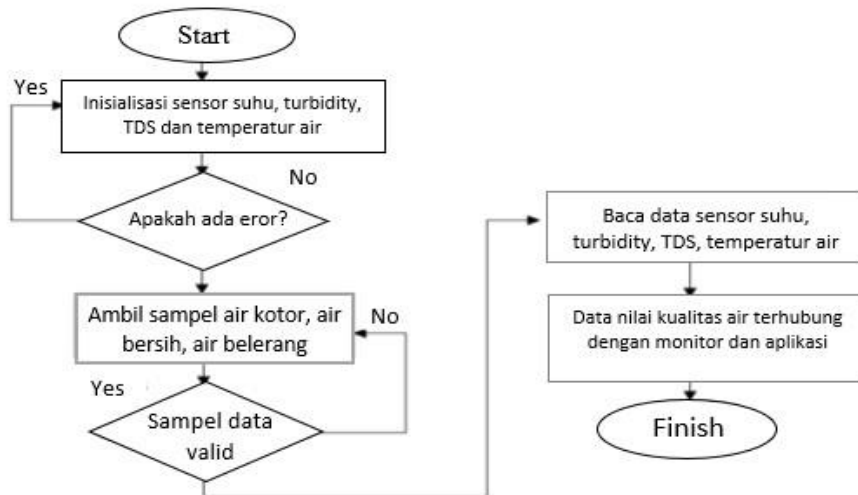 Start
Yes
Inisialisasi sensor suhu, turbidity,
TDS dan temperatur air
No
Apakah ada eror?
Ambil sampel air kotor, air
bersih, air belerang
No
Yes
Sampel data
valid
Baca data sensor suhu,
turbidity, TDS, temperatur air
Data nilai kualitas air terhubung
dengan monitor dan aplikasi
Finish